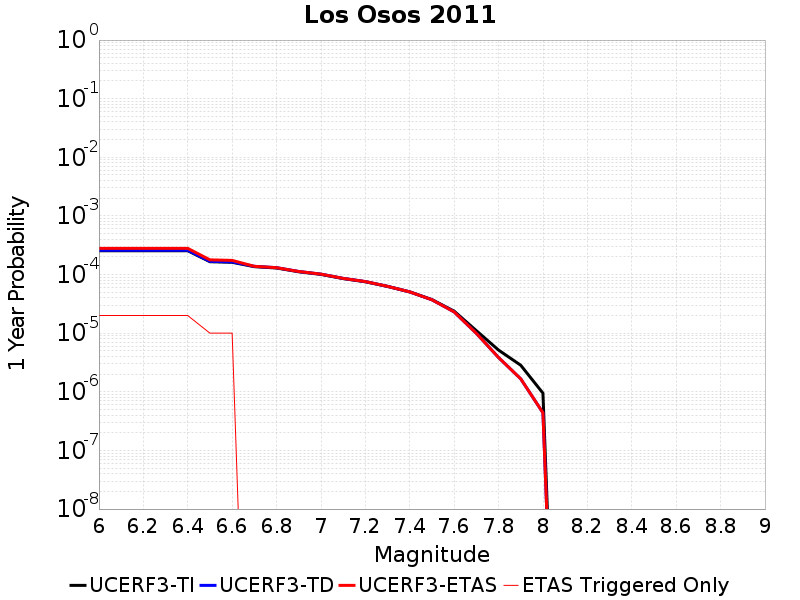 Los Osos 2011
1 Year Probability
10^0
10^-1
10^-2
10^-3
10^-4
10^-5
10^-6
10^-7
10^-8
6 6.2 6.4 6.6 6.8 7 7.2 7.4 7.6 7.8 8 8.2 8.4 8.6 8.8 9
Magnitude
UCERF3-TI UCERF3-TD UCERF3-ETAS ETAS Triggered Only